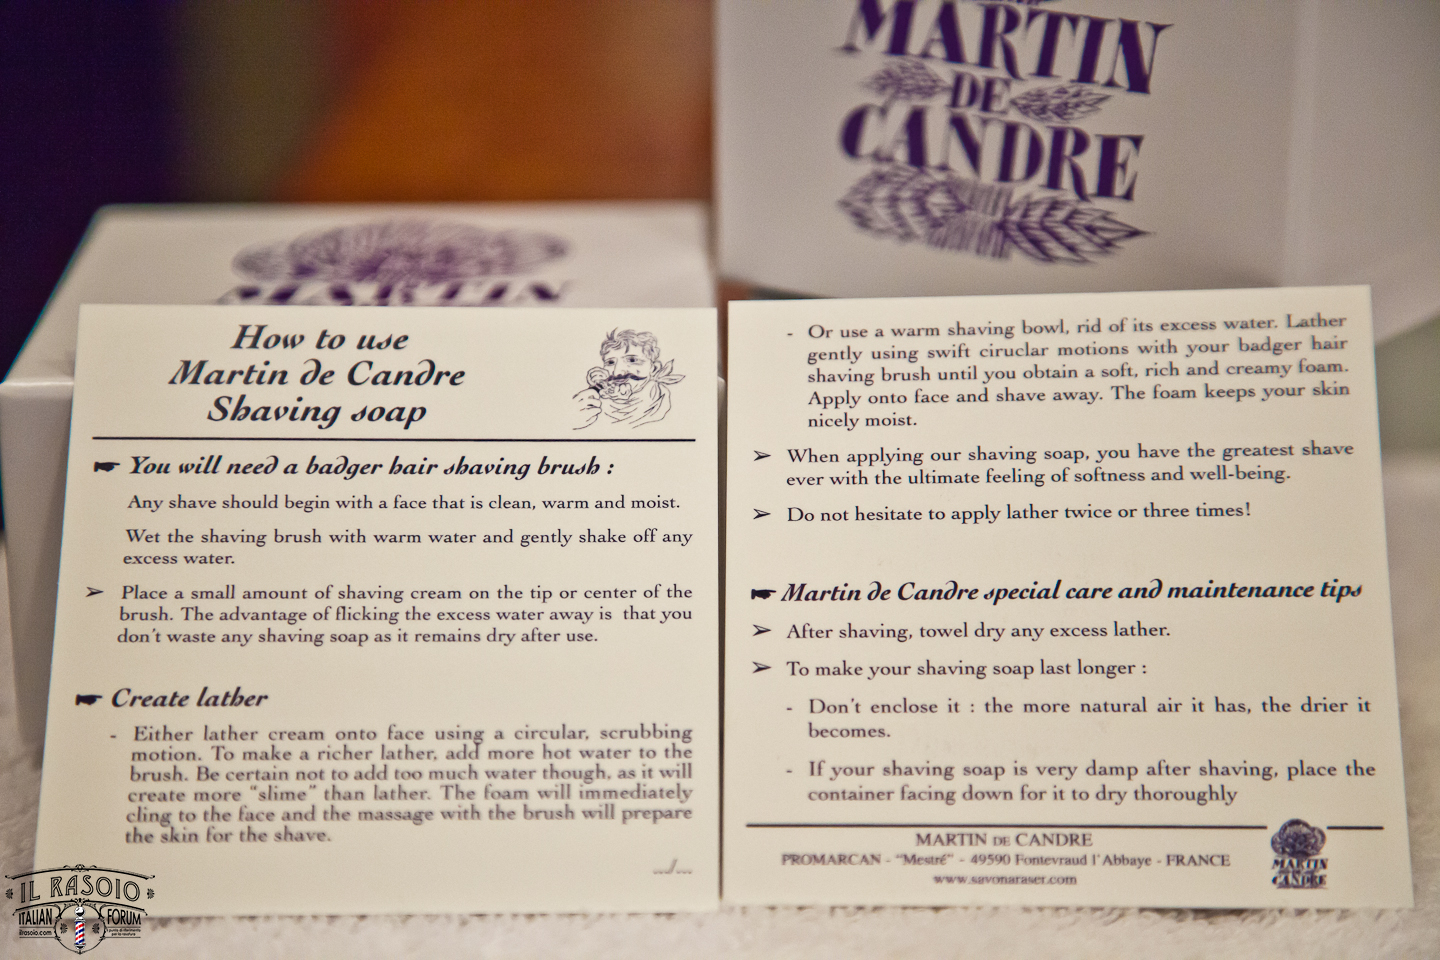 MARTIN
DE
CANDRE
MARTIN
How to use
Martin de Candre
Shaving soap
You will need a badger hair shaving brush :
Any shave should begin with a face that is clean, warm and moist.
Wet the shaving brush with warm water and gently shake off any
excess water.
➢ Place a small amount of shaving cream on the tip or center of the
brush. The advantage of flicking the excess water away is that you
don't waste any shaving soap as it remains dry after use.
Create lather
- Either lather cream onto face using a circular, scrubbing
motion. To make a richer lather, add more hot water to the
brush. Be certain not to add too much water though, as it will
create more "slime" than lather. The foam will immediately
cling to the face and the massage with the brush will prepare
the skin for the shave.
.../...
- Or use a warm shaving bowl, rid of its excess water. Lather
gently using swift ciruclar motions with your badger hair
shaving brush until you obtain a soft, rich and creamy foam.
Apply onto face and shave away. The foam keeps your skin
nicely moist.
➢ When applying our shaving soap, you have the greatest shave
ever with the ultimate feeling of softness and well-being.
➢ Do not hesitate to apply lather twice or three times!
Martin de Candre special care and maintenance tips
➢ After shaving, towel dry any excess lather.
➢ To make your shaving soap last longer :
- Don't enclose it : the more natural air it has, the drier it
becomes.
- If your shaving soap is very damp after shaving, place the
container facing down for it to dry thoroughly
MARTIN DE CANDRE
PROMARCAN - "Mestré" - 49590 Fontevraud l'Abbaye - FRANCE
www.savonaraser.com
MARTIN
DE
CANDRE
IL RASOIO
ITALIAN FORUM
ilrasoio.com